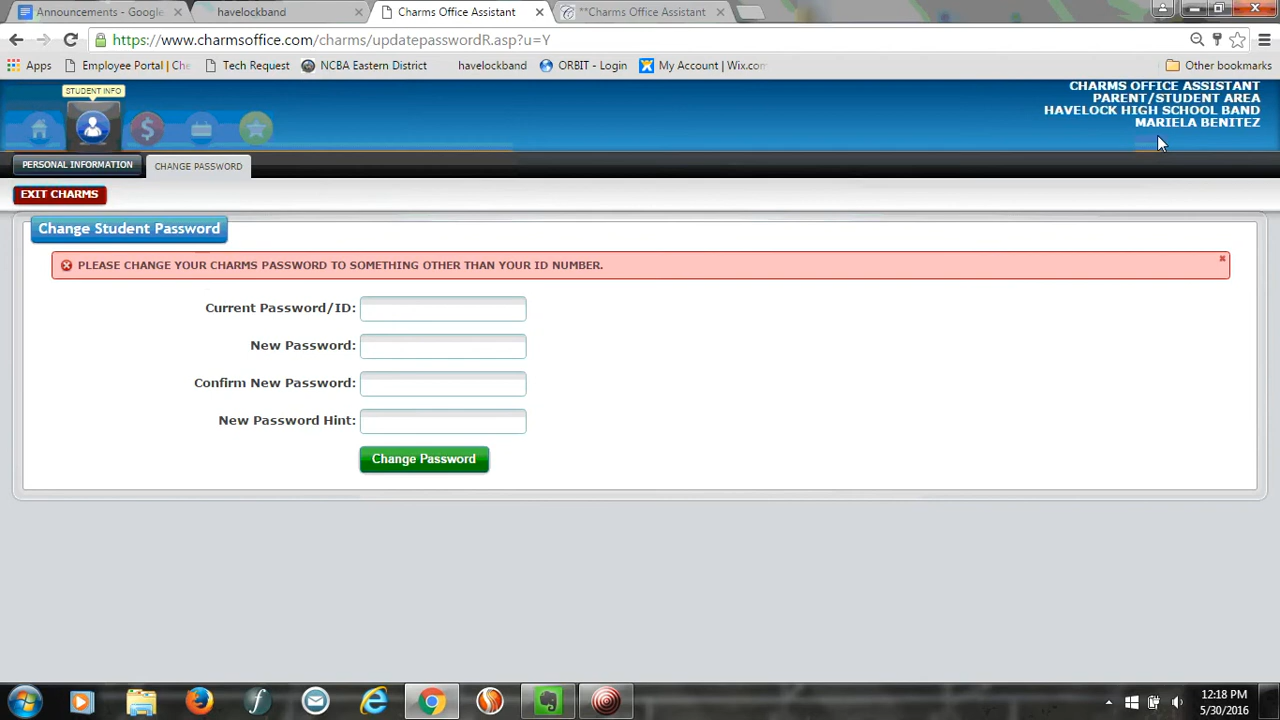 Announcements - Google
havelockband
Charms Office Assistant
**Charms Office Assistant
https://www.charmsoffice.com/charms/updatepasswordR.asp?u=Y
Apps
Employee Portal | Che
Tech Request
NCBA Eastern District
havelockband
ORBIT - Login
My Account | Wix.com
Other bookmarks
STUDENT INFO
CHARMS OFFICE ASSISTANT
PARENT/STUDENT AREA
HAVELOCK HIGH SCHOOL BAND
MARIELA BENITEZ
PERSONAL INFORMATION
CHANGE PASSWORD
EXIT CHARMS
Change Student Password
PLEASE CHANGE YOUR CHARMS PASSWORD TO SOMETHING OTHER THAN YOUR ID NUMBER.
Current Password/ID:
New Password:
Confirm New Password:
New Password Hint:
Change Password
12:18 PM
5/30/2016